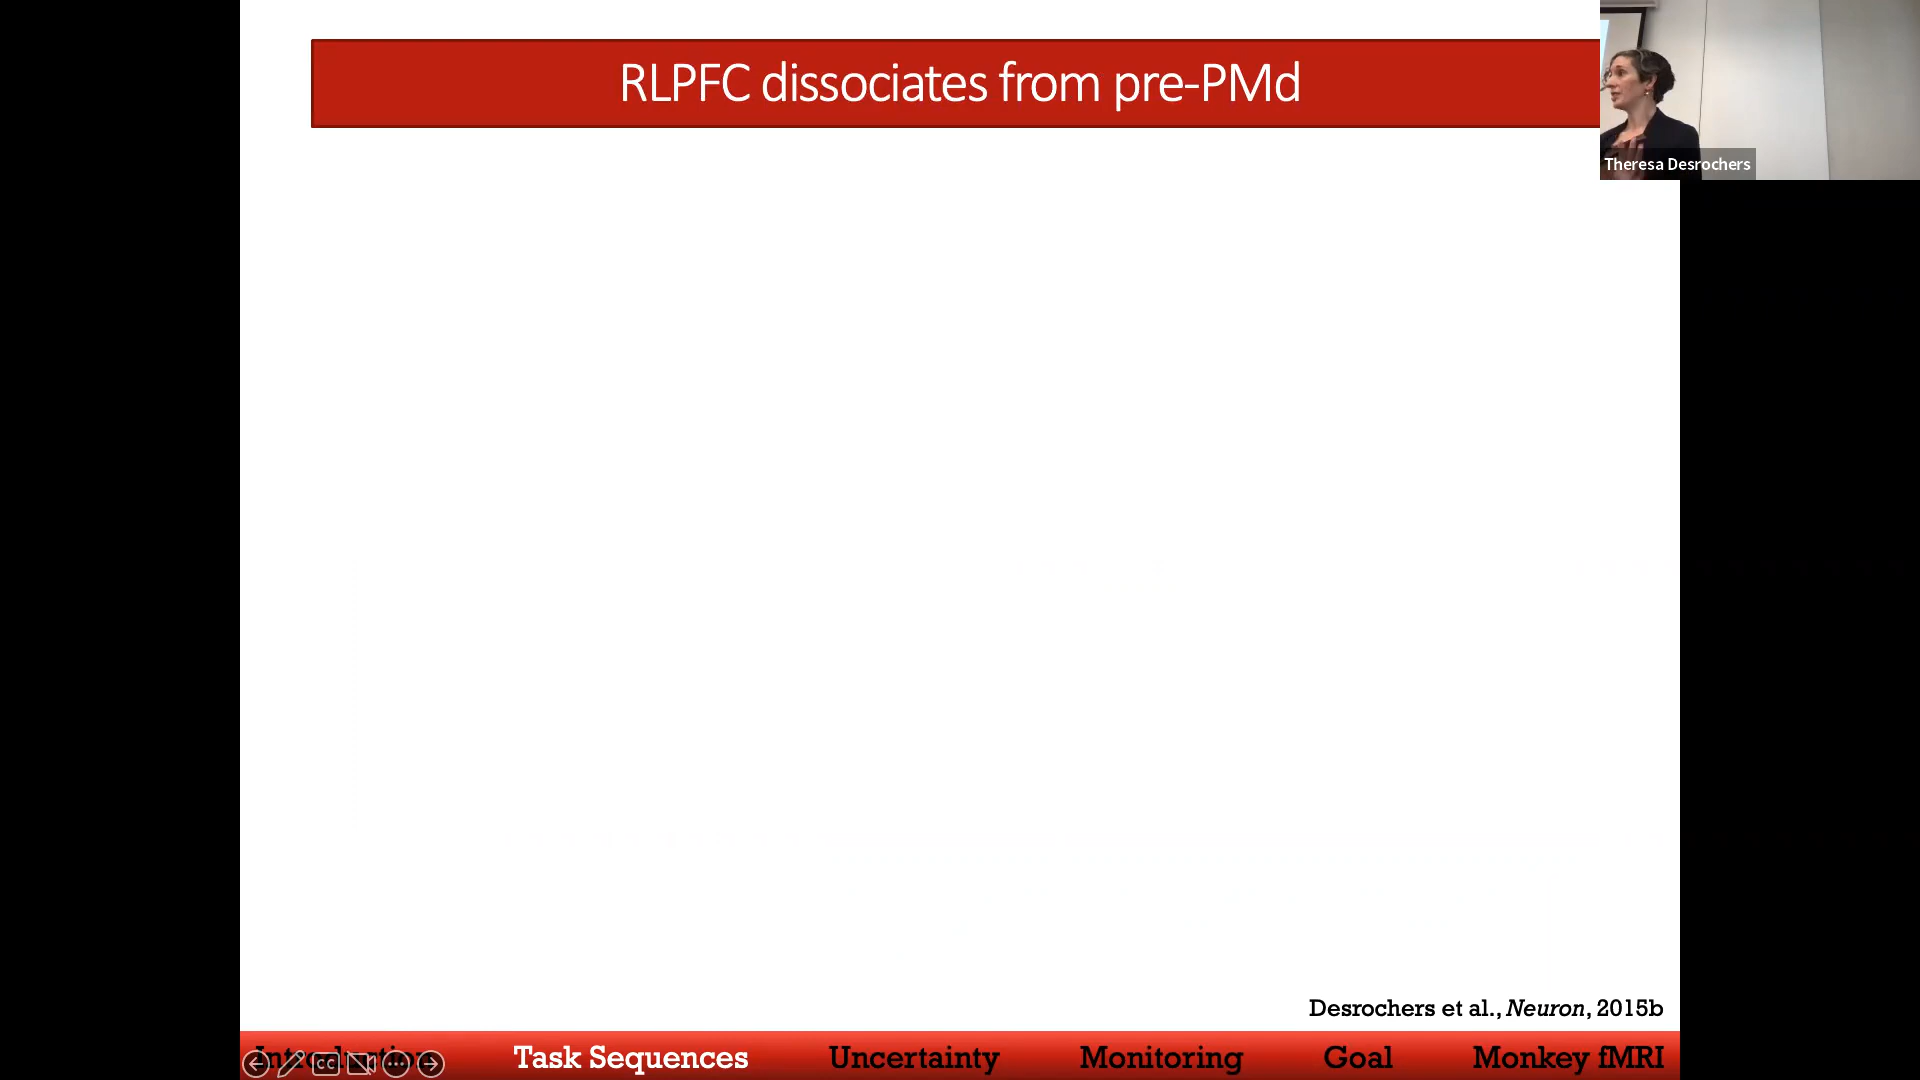 RLPFC dissociates from pre-PMd
Theresa Desrochers
Desrochers et al., Neuron, 2015b
Introduction Task Sequences Uncertainty Monitoring Goal Monkey fMRI